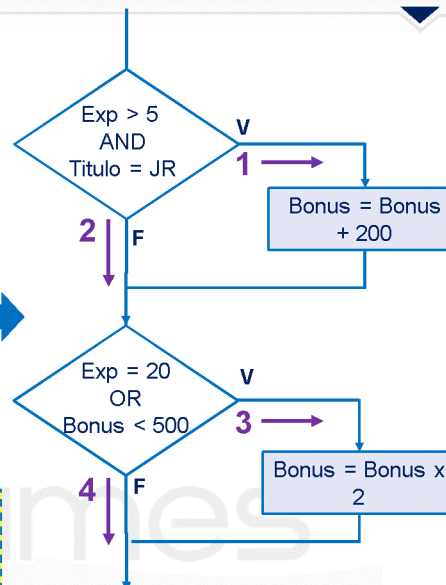 Exp > 5
AND
Titulo = JR
V
1
Bonus = Bonus
+ 200
2
F
Exp = 20
OR
Bonus < 500
V
3
Bonus = Bonus x
2
4
F
imes